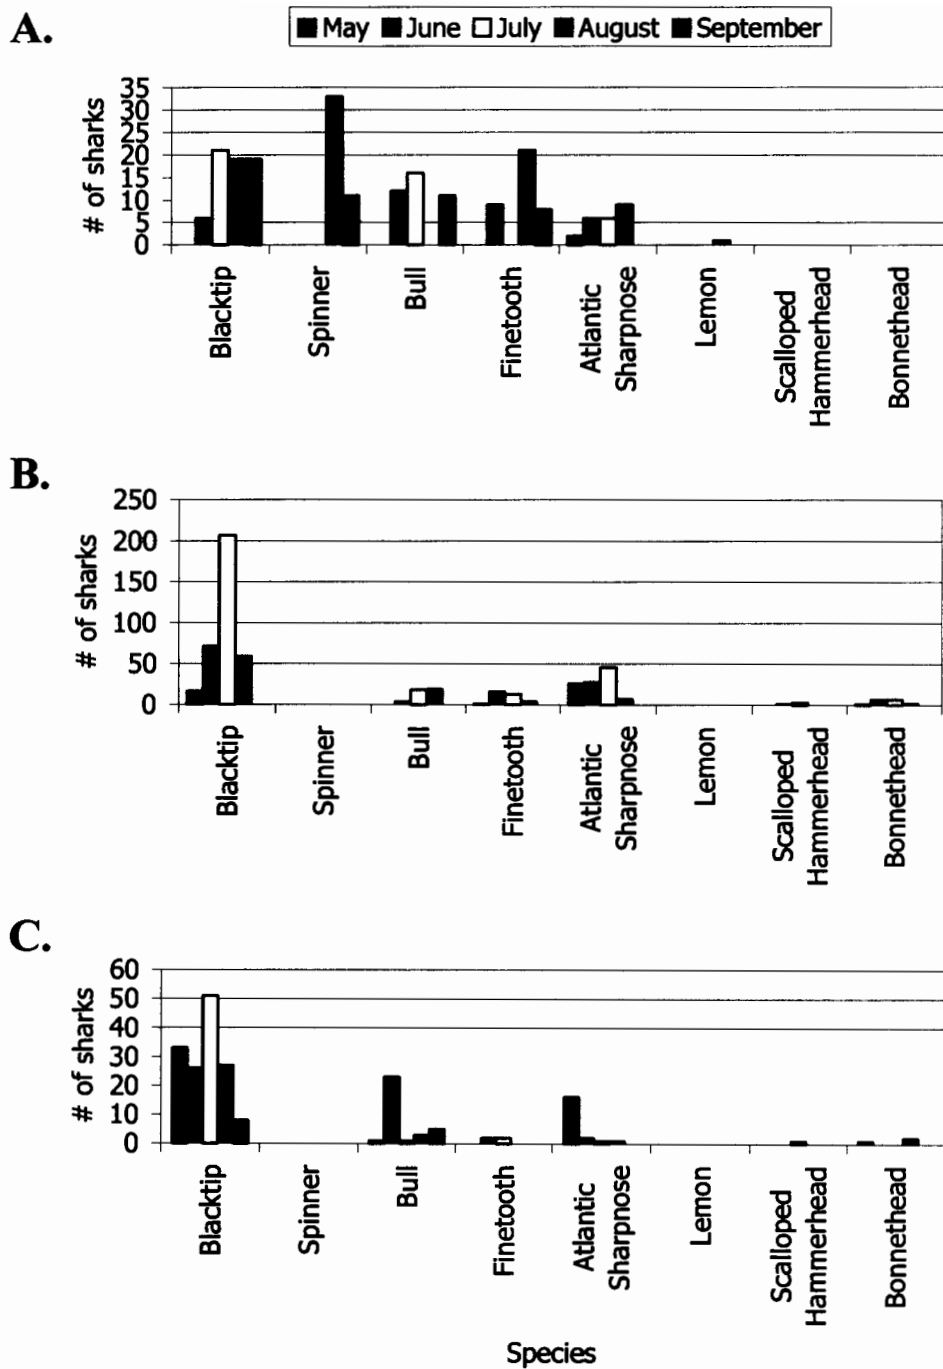 A.
May June July August September
# of sharks
35
30
25
20
15
10
5
0
Blacktip
Spinner
Bull
Finetooth
Atlantic
Sharpnose
Lemon
Scalloped
Hammerhead
Bonnethead
B.
# of sharks
250
200
150
100
50
0
Blacktip
Spinner
Bull
Finetooth
Atlantic
Sharpnose
Lemon
Scalloped
Hammerhead
Bonnethead
C.
# of sharks
60
50
40
30
20
10
0
Blacktip
Spinner
Bull
Finetooth
Atlantic
Sharpnose
Lemon
Scalloped
Hammerhead
Bonnethead
Species